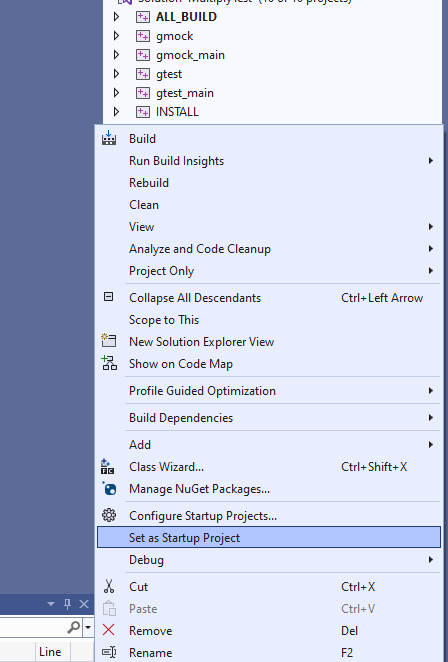 Solution 'MultiplyTest' (10 of 10 projects)
ALL_BUILD
gmock
gmock_main
gtest
gtest_main
INSTALL
Build
Run Build Insights
Rebuild
Clean
View
Analyze and Code Cleanup
Project Only
Collapse All Descendants Ctrl+Left Arrow
Scope to This
New Solution Explorer View
Show on Code Map
Profile Guided Optimization
Build Dependencies
Add
Class Wizard... Ctrl+Shift+X
Manage NuGet Packages...
Configure Startup Projects...
Set as Startup Project
Debug
Cut Ctrl+X
Paste Ctrl+V
Remove Del
Line
Rename F2